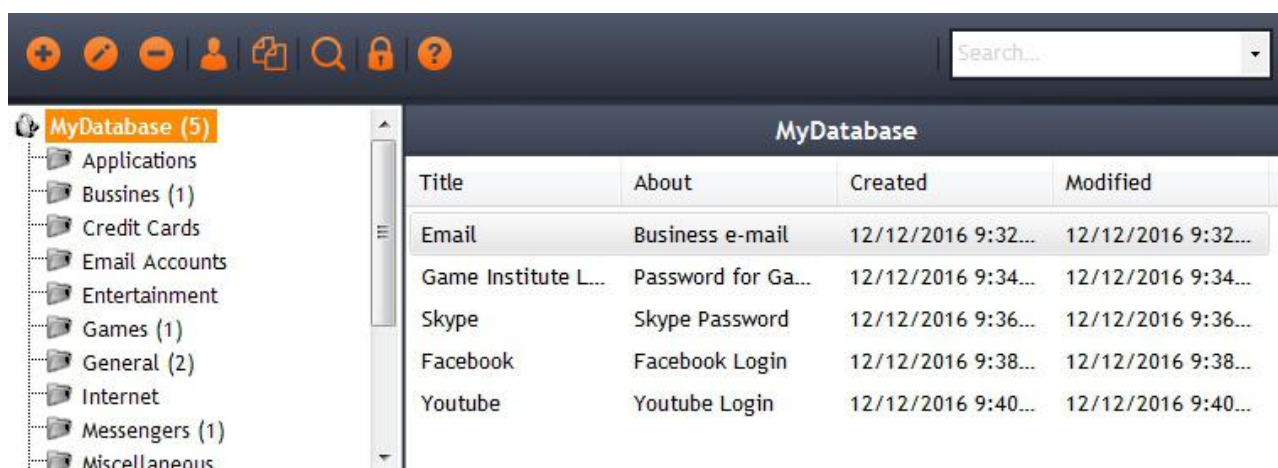 Search...
MyDatabase (5)
Applications
Bussines (1)
Credit Cards
Email Accounts
Entertainment
Games (1)
General (2)
Internet
Messengers (1)
Miscellaneous
MyDatabase
Title About Created Modified
Email Business e-mail 12/12/2016 9:32... 12/12/2016 9:32...
Game Institute L... Password for Ga... 12/12/2016 9:34... 12/12/2016 9:34...
Skype Skype Password 12/12/2016 9:36... 12/12/2016 9:36...
Facebook Facebook Login 12/12/2016 9:38... 12/12/2016 9:38...
Youtube Youtube Login 12/12/2016 9:40... 12/12/2016 9:40...